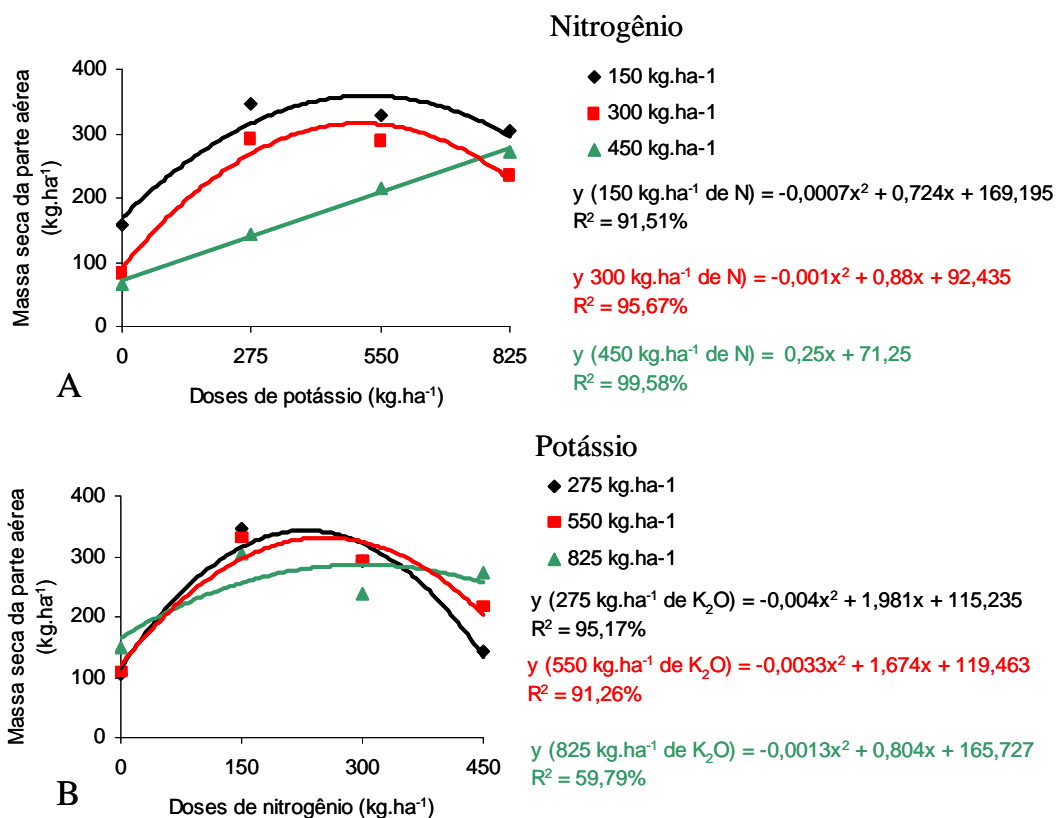 Nitrogênio
400
300
200
100
0
Massa seca da parte aérea
(kg.ha⁻¹)
0 275 550 825
Doses de potássio (kg.ha⁻¹)
A
150 kg.ha-1
300 kg.ha-1
450 kg.ha-1
y (150 kg.ha⁻¹ de N) = -0,0007x² + 0,724x + 169,195
R² = 91,51%
y 300 kg.ha⁻¹ de N) = -0,001x² + 0,88x + 92,435
R² = 95,67%
y (450 kg.ha⁻¹ de N) = 0,25x + 71,25
R² = 99,58%
Potássio
400
300
200
100
0
Massa seca da parte aérea
(kg.ha⁻¹)
0 150 300 450
Doses de nitrogênio (kg.ha⁻¹)
B
275 kg.ha-1
550 kg.ha-1
825 kg.ha-1
y (275 kg.ha⁻¹ de K₂O) = -0,004x² + 1,981x + 115,235
R² = 95,17%
y (550 kg.ha⁻¹ de K₂O) = -0,0033x² + 1,674x + 119,463
R² = 91,26%
y (825 kg.ha⁻¹ de K₂O) = -0,0013x² + 0,804x + 165,727
R² = 59,79%